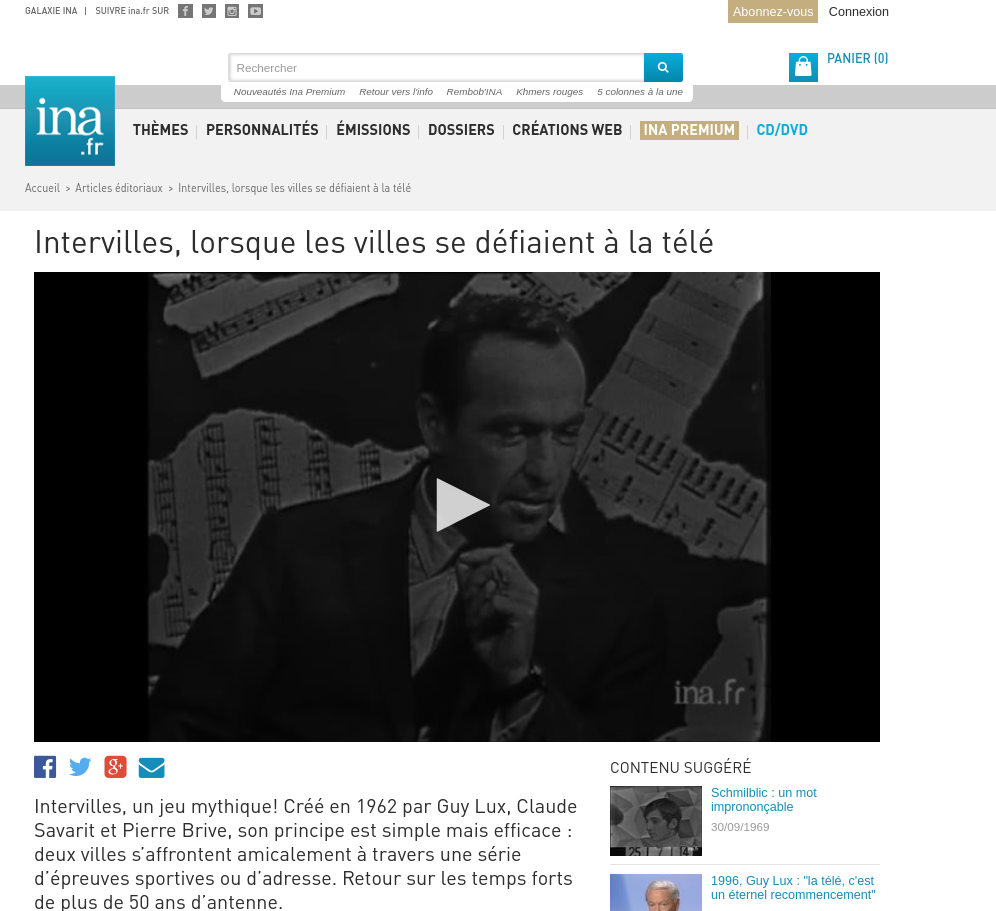 GALAXIE INA | SUIVRE ina.fr SUR
Abonnez-vous Connexion
Rechercher
PANIER (0)
Nouveautés Ina Premium Retour vers l'info Rembob'INA Khmers rouges 5 colonnes à la une
ina.fr
THÈMES PERSONNALITÉS ÉMISSIONS DOSSIERS CRÉATIONS WEB INA PREMIUM CD/DVD
Accueil > Articles éditoriaux > Intervilles, lorsque les villes se défiaient à la télé
Intervilles, lorsque les villes se défiaient à la télé
ina.fr
CONTENU SUGGÉRÉ
Intervilles, un jeu mythique! Créé en 1962 par Guy Lux, Claude
Savarit et Pierre Brive, son principe est simple mais efficace :
deux villes s’affrontent amicalement à travers une série
d’épreuves sportives ou d’adresse. Retour sur les temps forts
de plus de 50 ans d’antenne.
Schmilblic : un mot
imprononçable
30/09/1969
1996, Guy Lux : "la télé, c'est
un éternel recommencement"